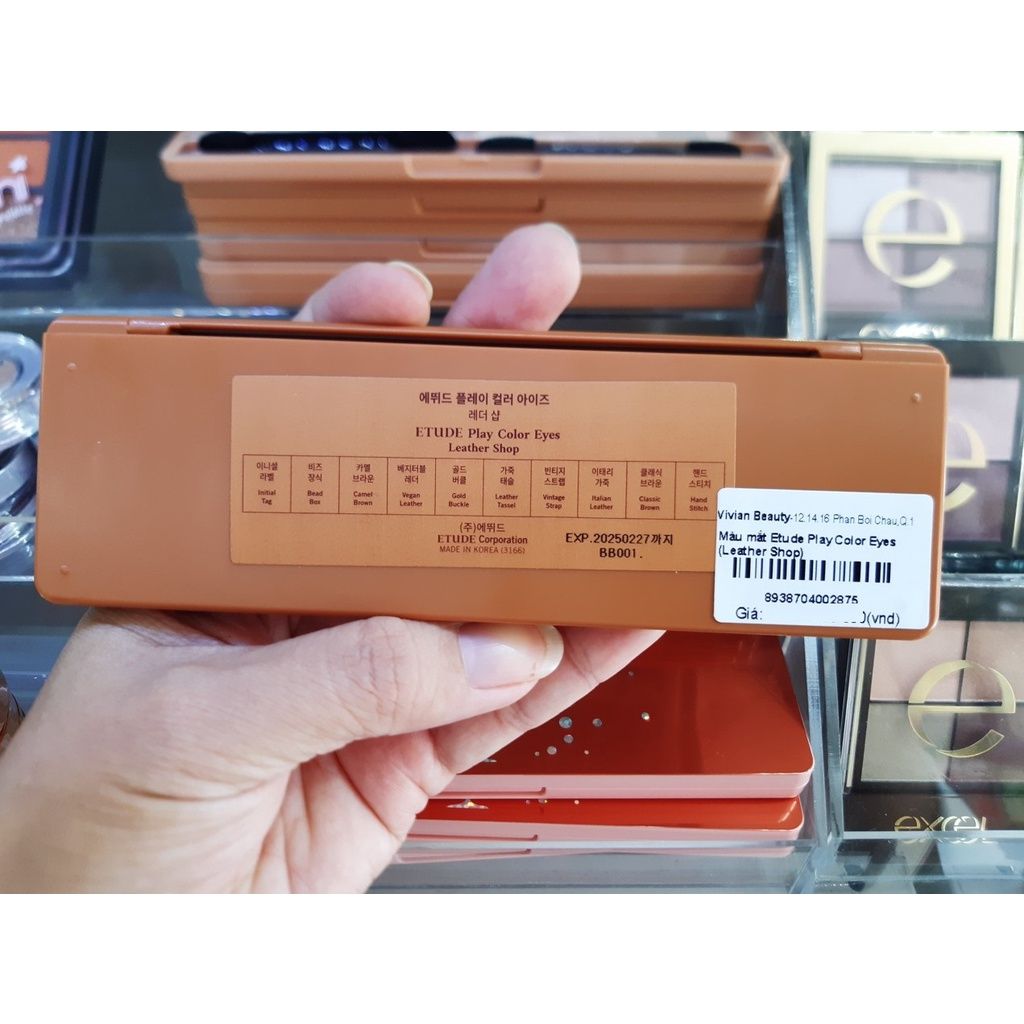 에뛰드 플레이 컬러 아이즈
레더 샵
ETUDE Play Color Eyes
Leather Shop
이니셜 라벨 Initial Tag
비즈 장식 Bead Box
카멜 브라운 Camel Brown
베지터블 레더 Vegan Leather
골드 버클 Gold Buckle
가죽 태슬 Leather Tassel
빈티지 스트랩 Vintage Strap
이태리 가죽 Italian Leather
클래식 브라운 Classic Brown
핸드 스티치 Hand Stitch
(주)에뛰드
ETUDE Corporation
MADE IN KOREA (3166)
EXP.20250227까지
BB001.
Vivian Beauty-12.14.16 Phan Boi Chau,Q.1
Màu mắt Etude Play Color Eyes
(Leather Shop)
8938704002875
Giá: 0(vnd)
e
e
excel